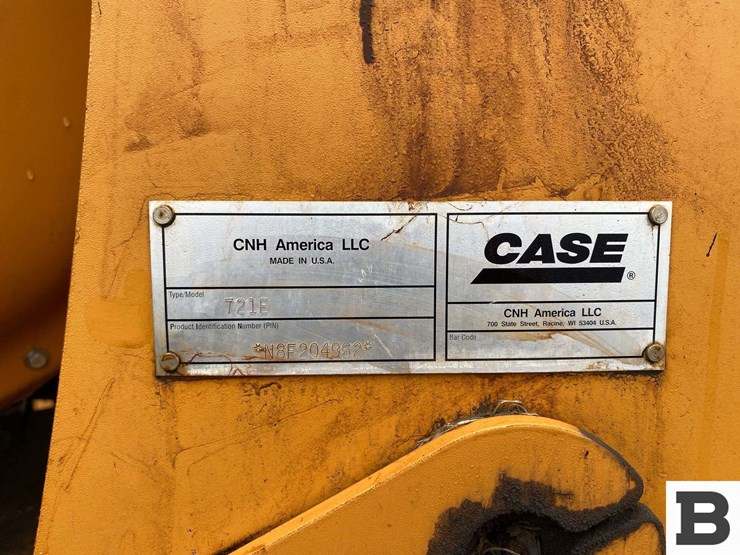 CNH America LLC
MADE IN U.S.A.
Type/Model
721E
Product Identification Number (PIN)
*N8F204962*
CASE
®
CNH America LLC
700 State Street, Racine, WI 53404 U.S.A.
Bar Code
B